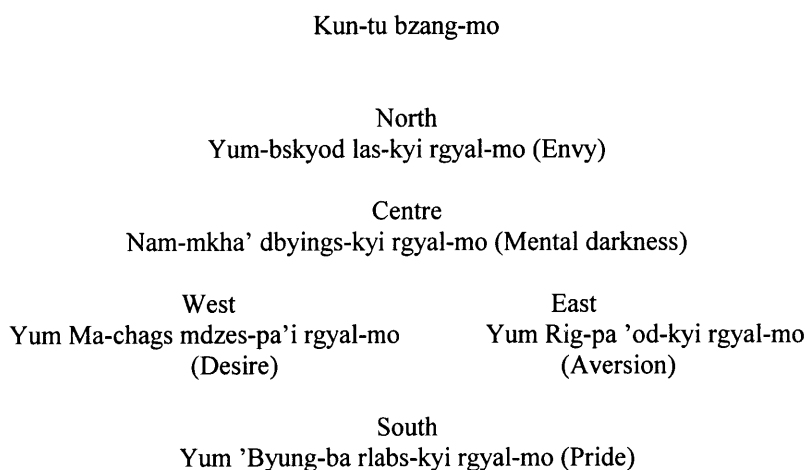 Kun-tu bzang-mo
North
Yum-bskyod las-kyi rgyal-mo (Envy)
Centre
Nam-mkha’ dbyings-kyi rgyal-mo (Mental darkness)
West East
Yum Ma-chags mdzes-pa’i rgyal-mo Yum Rig-pa ’od-kyi rgyal-mo
(Desire) (Aversion)
South
Yum ’Byung-ba rlabs-kyi rgyal-mo (Pride)